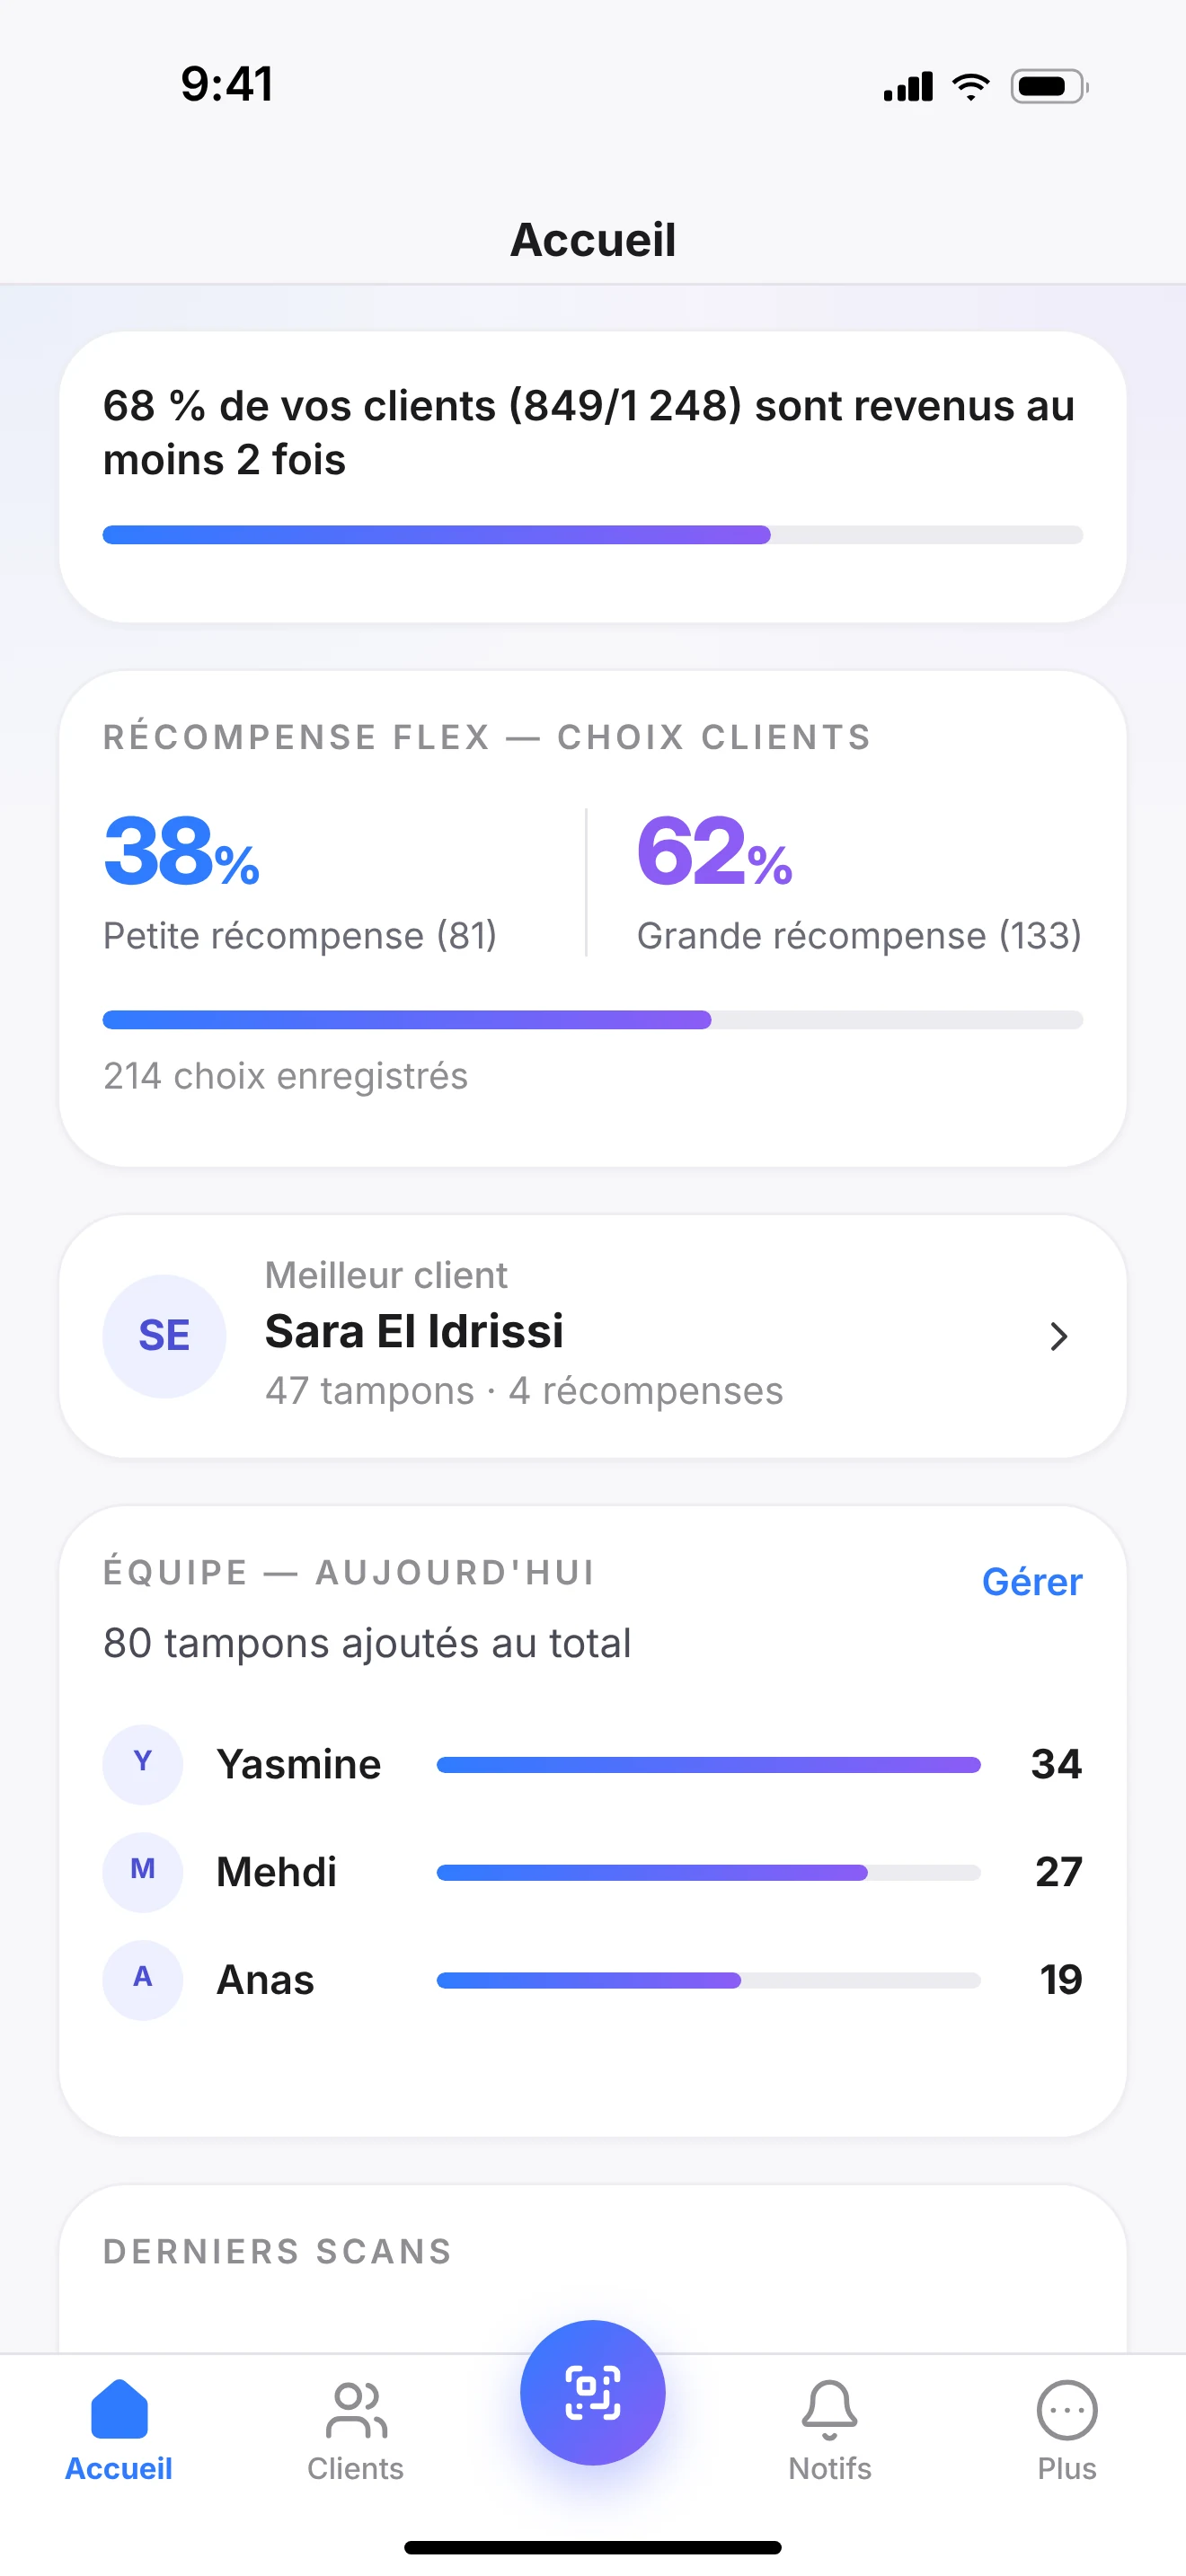 9:41
Accueil
68 % de vos clients (849/1 248) sont revenus au
moins 2 fois
RÉCOMPENSE FLEX — CHOIX CLIENTS
38%
62%
Petite récompense (81)
Grande récompense (133)
214 choix enregistrés
SE
Meilleur client
Sara El Idrissi
47 tampons · 4 récompenses
ÉQUIPE — AUJOURD'HUI
Gérer
80 tampons ajoutés au total
Y Yasmine 34
M Mehdi 27
A Anas 19
DERNIERS SCANS
Accueil
Clients
Notifs
Plus